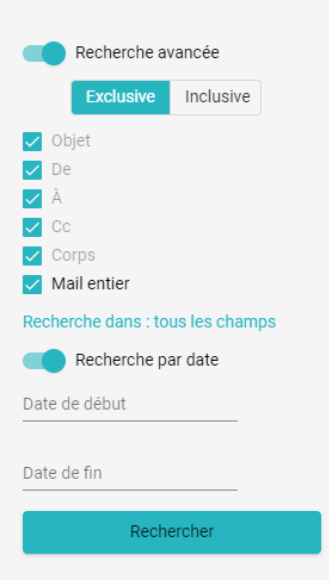 Recherche avancée
Exclusive Inclusive
Objet
De
À
Cc
Corps
Mail entier
Recherche dans : tous les champs
Recherche par date
Date de début
Date de fin
Rechercher